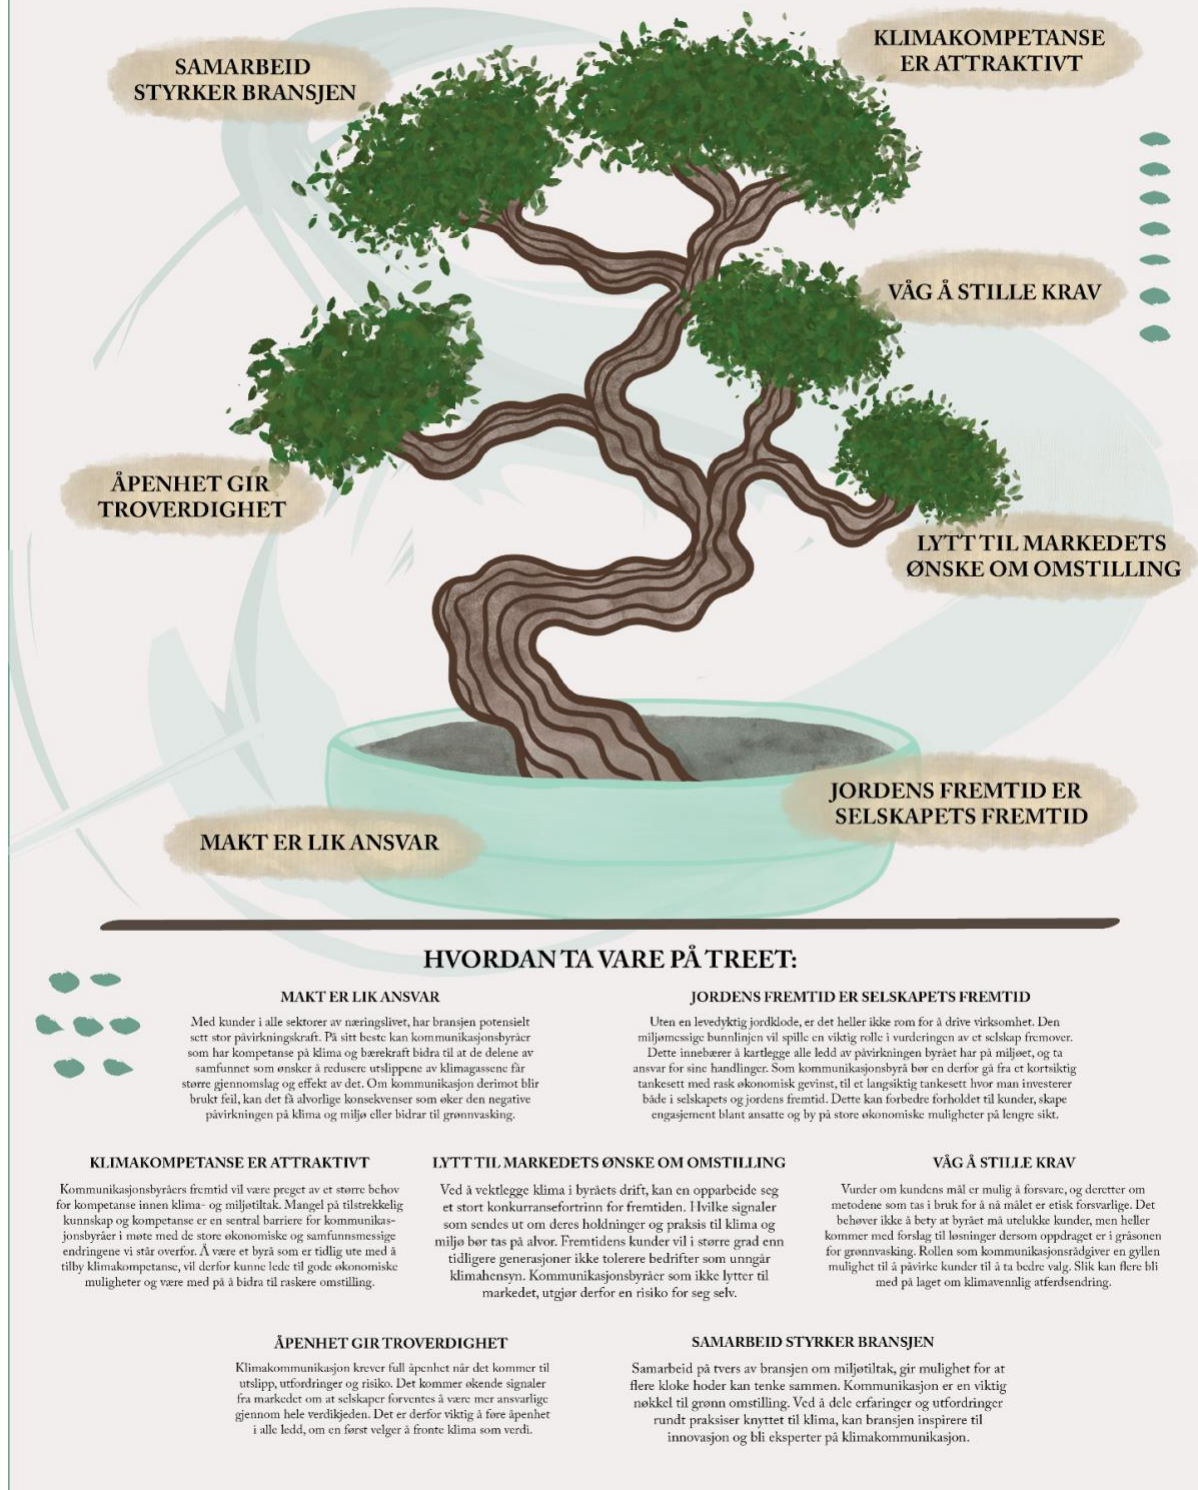 SAMARBEID
STYRKER BRANSJEN
KLIMAKOMPETANSE
ER ATTRAKTIVT
VÅG Å STILLE KRAV
ÅPENHET GIR
TROVERDIGHET
LYTT TIL MARKEDETS
ØNSKE OM OMSTILLING
JORDENS FREMTID ER
SELSKAPETS FREMTID
MAKT ER LIK ANSVAR
HVORDAN TA VARE PÅ TREET:
MAKT ER LIK ANSVAR
Med kunder i alle sektorer av næringslivet, har bransjen potensielt
sett stor påvirkningskraft. På sitt beste kan kommunikasjonsbyråer
som har kompetanse på klima og bærekraft bidra til at de delene av
samfunnet som ønsker å redusere utslippene av klimagassene får
større gjennomslag og effekt av det. Om kommunikasjon derimot blir
brukt feil, kan det få alvorlige konsekvenser som øker den negative
påvirkningen på klima og miljø eller bidrar til grønnvasking.
JORDENS FREMTID ER SELSKAPETS FREMTID
Uten en levedyktig jordklode, er det heller ikke rom for å drive virksomhet. Den
miljømessige bunnlinjen vil spille en viktig rolle i vurderingen av et selskap fremover.
Dette innebærer å kartlegge alle ledd av påvirkningen byrået har på miljøet, og ta
ansvar for sine handlinger. Som kommunikasjonsbyrå bør en derfor gå fra et kortsiktig
tankesett med rask økonomisk gevinst, til et langsiktig tankesett hvor man investerer
både i selskapets og jordens fremtid. Dette kan forbedre forholdet til kunder, skape
engasjement blant ansatte og by på store økonomiske muligheter på lengre sikt.
KLIMAKOMPETANSE ER ATTRAKTIVT
Kommunikasjonsbyråers fremtid vil være preget av et større behov
for kompetanse innen klima- og miljøtiltak. Mangel på tilstrekkelig
kunnskap og kompetanse er en sentral barriere for kommunikas-
jonsbyråer i møte med de store økonomiske og samfunnsmessige
endringene vi står overfor. Å være et byrå som er tidlig ute med å
tilby klimakompetanse, vil derfor kunne lede til gode økonomiske
muligheter og være med på å bidra til raskere omstilling.
LYTT TIL MARKEDETS ØNSKE OM OMSTILLING
Ved å vektlegge klima i byråets drift, kan en opparbeide seg
et stort konkurransefortrinn for fremtiden. Hvilke signaler
som sendes ut om deres holdninger og praksis til klima og
miljø bør tas på alvor. Fremtidens kunder vil i større grad enn
tidligere generasjoner ikke tolerere bedrifter som unngår
klimahensyn. Kommunikasjonsbyråer som ikke lytter til
markedet, utgjør derfor en risiko for seg selv.
VÅG Å STILLE KRAV
Vurder om kundens mål er mulig å forsvare, og deretter om
metodene som tas i bruk for å nå målet er etisk forsvarlige. Det
behøver ikke å bety at byrået må utelukke kunder, men heller
kommer med forslag til løsninger dersom oppdraget er i gråsonen
for grønnvasking. Rollen som kommunikasjonsrådgiver en gyllen
mulighet til å påvirke kunder til å ta bedre valg. Slik kan flere bli
med på laget om klimavennlig atferdsendring.
ÅPENHET GIR TROVERDIGHET
Klimakommunikasjon krever full åpenhet når det kommer til
utslipp, utfordringer og risiko. Det kommer økende signaler
fra markedet om at selskaper forventes å være mer ansvarlige
gjennom hele verdikjeden. Det er derfor viktig å føre åpenhet
i alle ledd, om en først velger å fronte klima som verdi.
SAMARBEID STYRKER BRANSJEN
Samarbeid på tvers av bransjen om miljøtiltak, gir mulighet for at
flere kloke hoder kan tenke sammen. Kommunikasjon er en viktig
nøkkel til grønn omstilling. Ved å dele erfaringer og utfordringer
rundt praksiser knyttet til klima, kan bransjen inspirere til
innovasjon og bli eksperter på klimakommunikasjon.